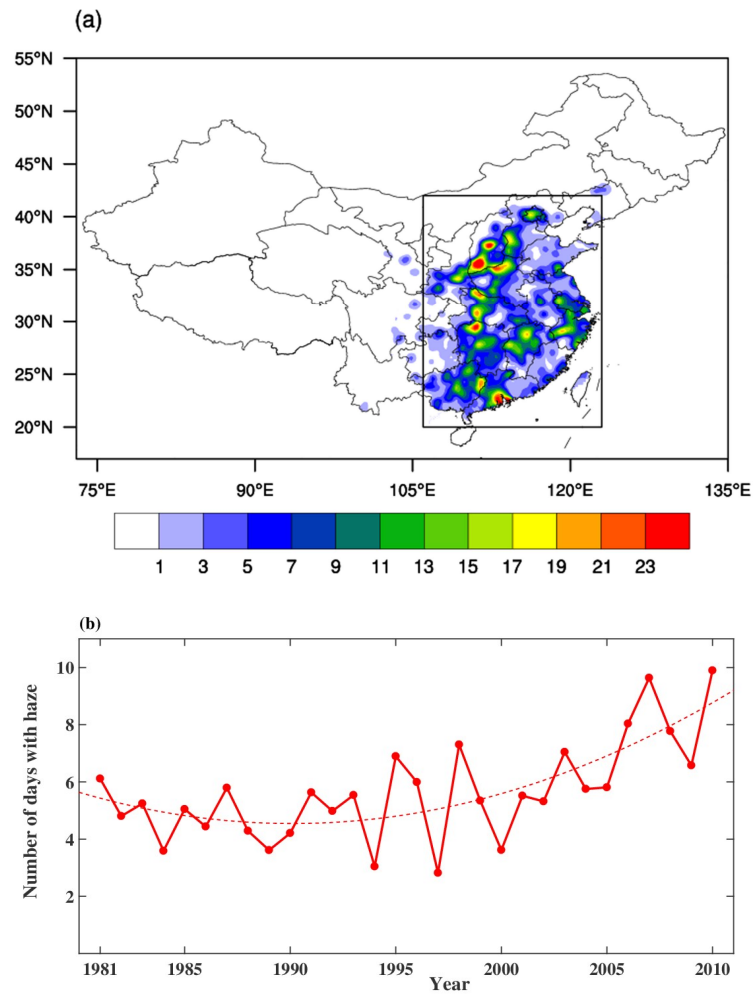 (a)
55°N
50°N
45°N
40°N
35°N
30°N
25°N
20°N
75°E 90°E 105°E 120°E 135°E
1 3 5 7 9 11 13 15 17 19 21 23
(b)
Number of days with haze
10
8
6
4
2
1981 1985 1990 1995 2000 2005 2010
Year